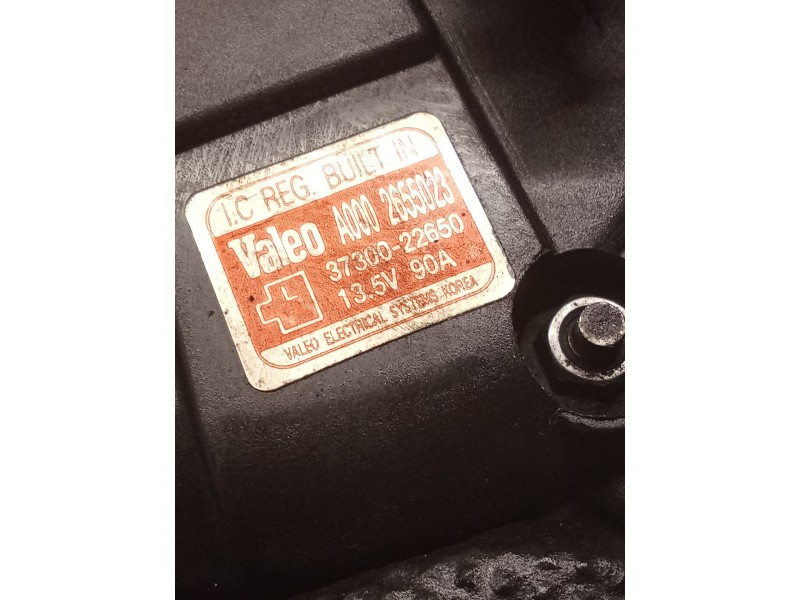 I.C REG. BUILT IN
Valeo A000 2655023
37300-22650
13.5V 90A
VALEO ELECTRICAL SYSTEMS KOREA